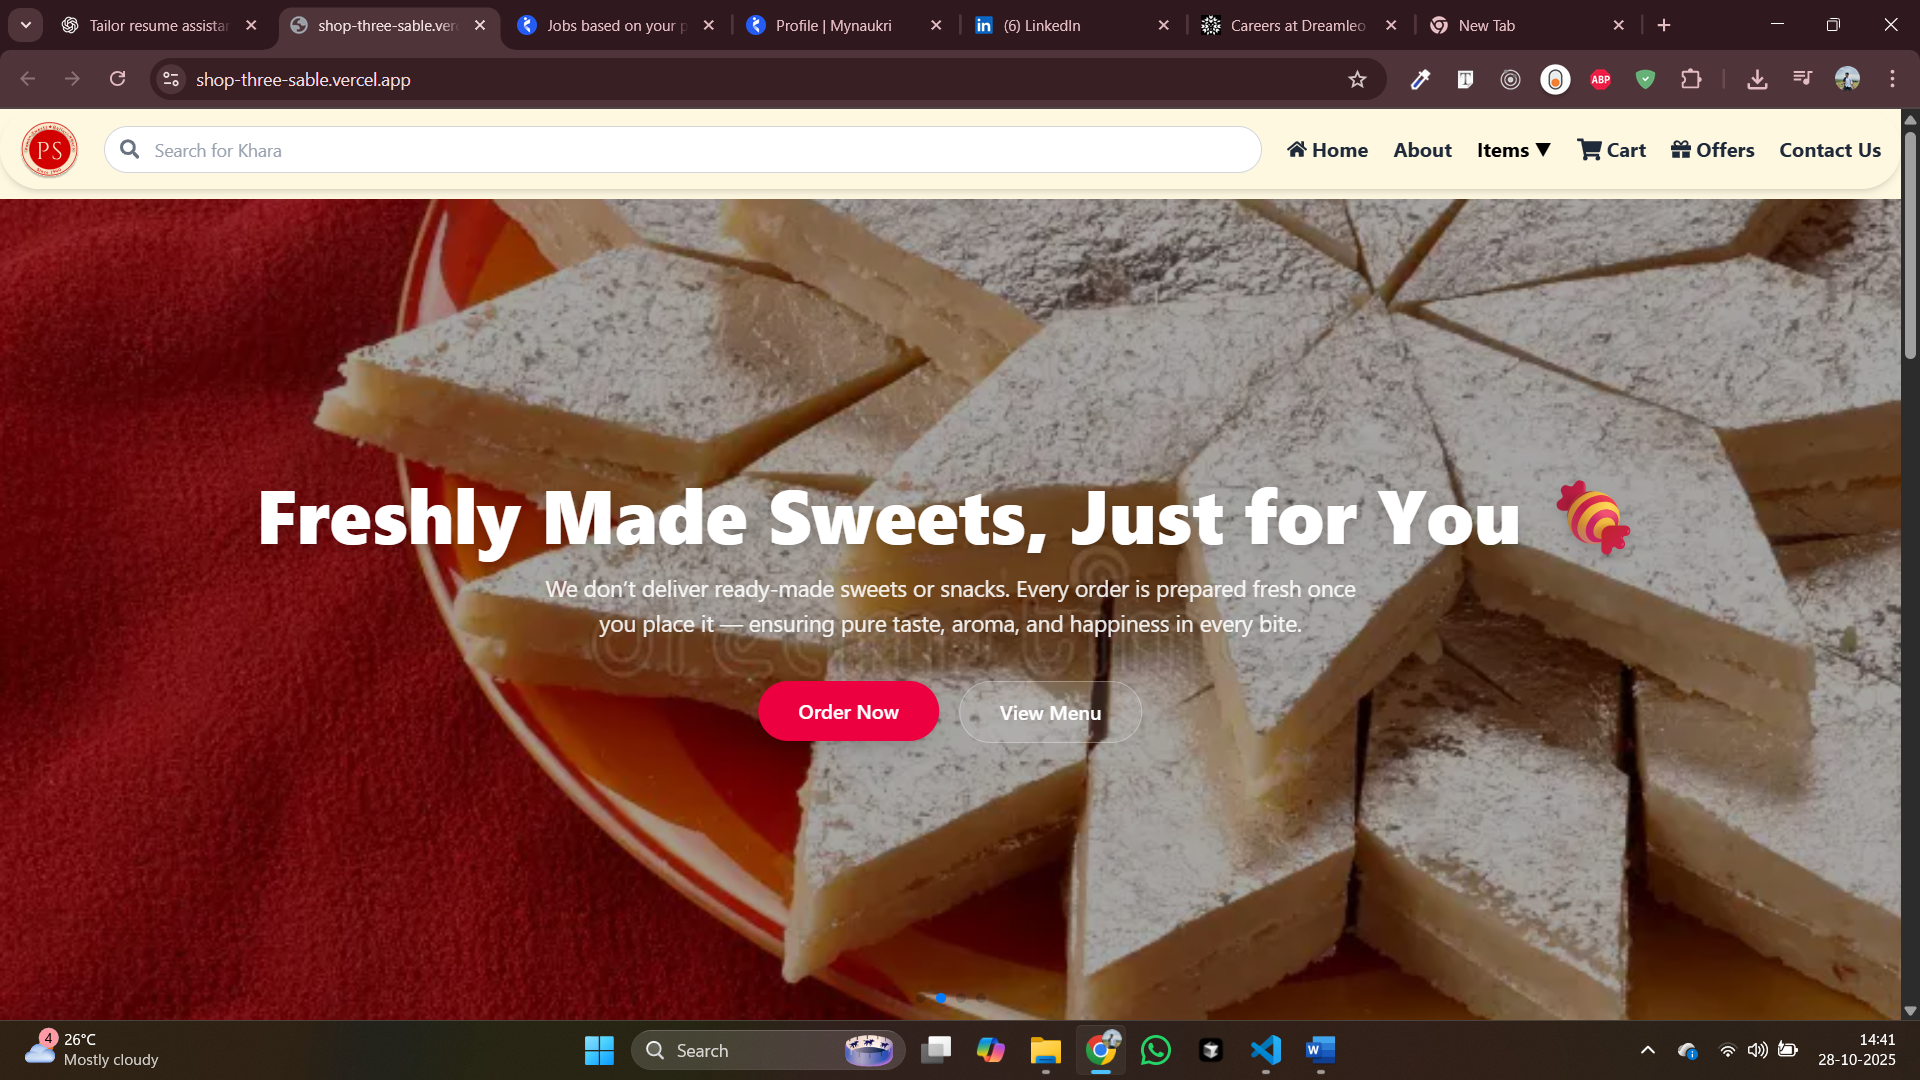 Tailor resume assistar
shop-three-sable.ver
Jobs based on your p
Profile | Mynaukri
(6) LinkedIn
Careers at Dreamleo
New Tab
shop-three-sable.vercel.app
ABP
PS
Search for Khara
Home
About
Items ▼
Cart
Offers
Contact Us
Freshly Made Sweets, Just for You 🍬
We don’t deliver ready-made sweets or snacks. Every order is prepared fresh once
you place it — ensuring pure taste, aroma, and happiness in every bite.
Order Now
View Menu
4
26°C
Mostly cloudy
Search
14:41
28-10-2025